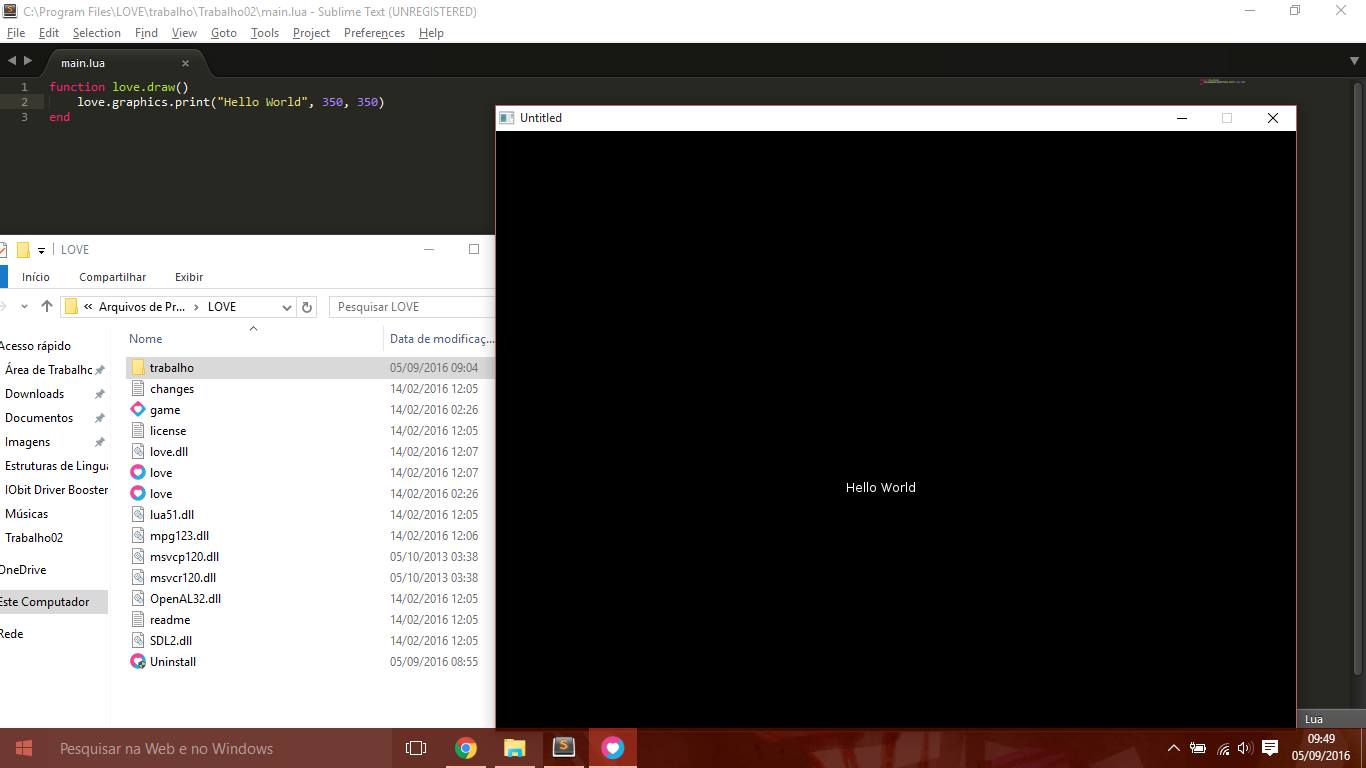 C:\Program Files\LOVE\trabalho\Trabalho02\main.lua - Sublime Text (UNREGISTERED)
File Edit Selection Find View Goto Tools Project Preferences Help
main.lua
1 function love.draw()
2 love.graphics.print("Hello World", 350, 350)
3 end
Untitled
Hello World
LOVE
Início Compartilhar Exibir
« Arquivos de Pr... > LOVE Pesquisar LOVE
Nome Data de modificaç...
Acesso rápido
Área de Trabalho
Downloads
Documentos
Imagens
Estruturas de Lingua
IObit Driver Booster
Músicas
Trabalho02
OneDrive
Este Computador
Rede
trabalho 05/09/2016 09:04
changes 14/02/2016 12:05
game 14/02/2016 02:26
license 14/02/2016 12:05
love.dll 14/02/2016 12:07
love 14/02/2016 12:07
love 14/02/2016 02:26
lua51.dll 14/02/2016 12:05
mpg123.dll 14/02/2016 12:06
msvcp120.dll 05/10/2013 03:38
msvcr120.dll 05/10/2013 03:38
OpenAL32.dll 14/02/2016 12:05
readme 14/02/2016 12:05
SDL2.dll 14/02/2016 12:05
Uninstall 05/09/2016 08:55
Lua
Pesquisar na Web e no Windows
09:49
05/09/2016